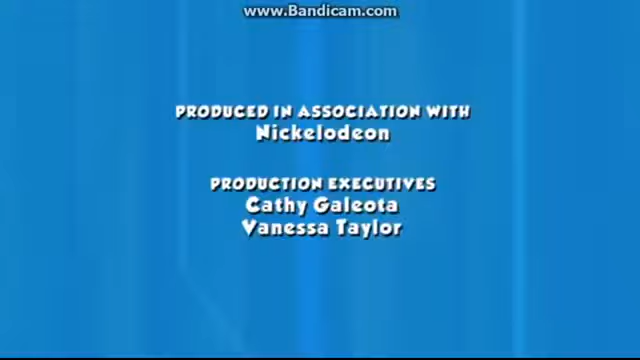 www.Bandicam.com
PRODUCED IN ASSOCIATION WITH
Nickelodeon
PRODUCTION EXECUTIVES
Cathy Galeota
Vanessa Taylor